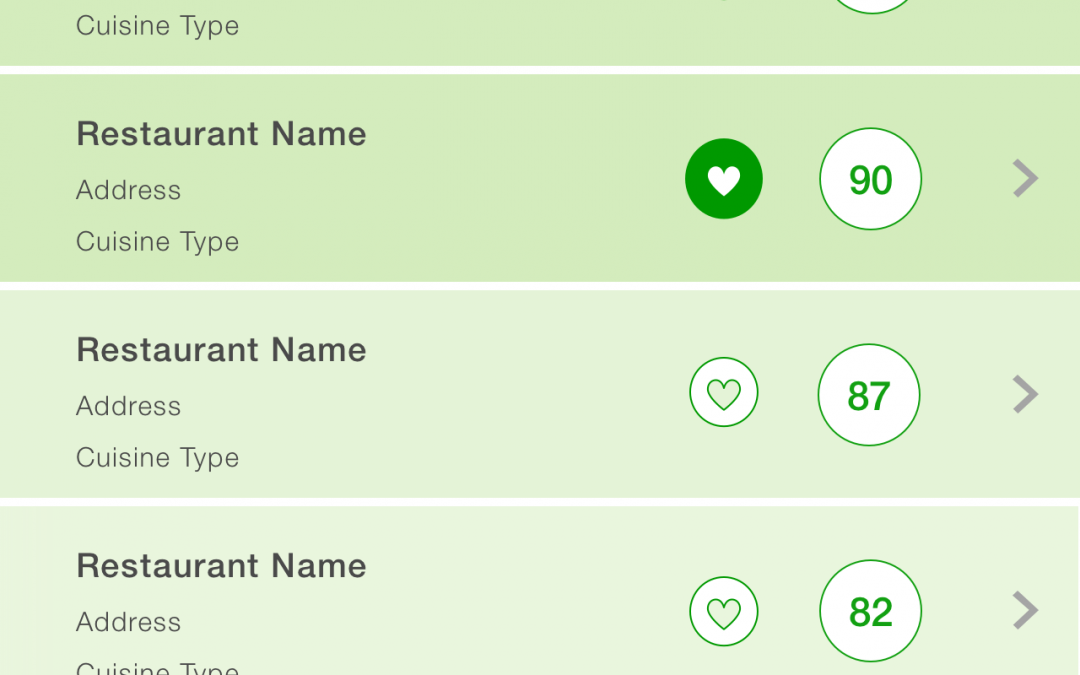 Cuisine Type
Restaurant Name
Address
Cuisine Type
90
Restaurant Name
Address
Cuisine Type
87
Restaurant Name
Address
Cuisine Type
82